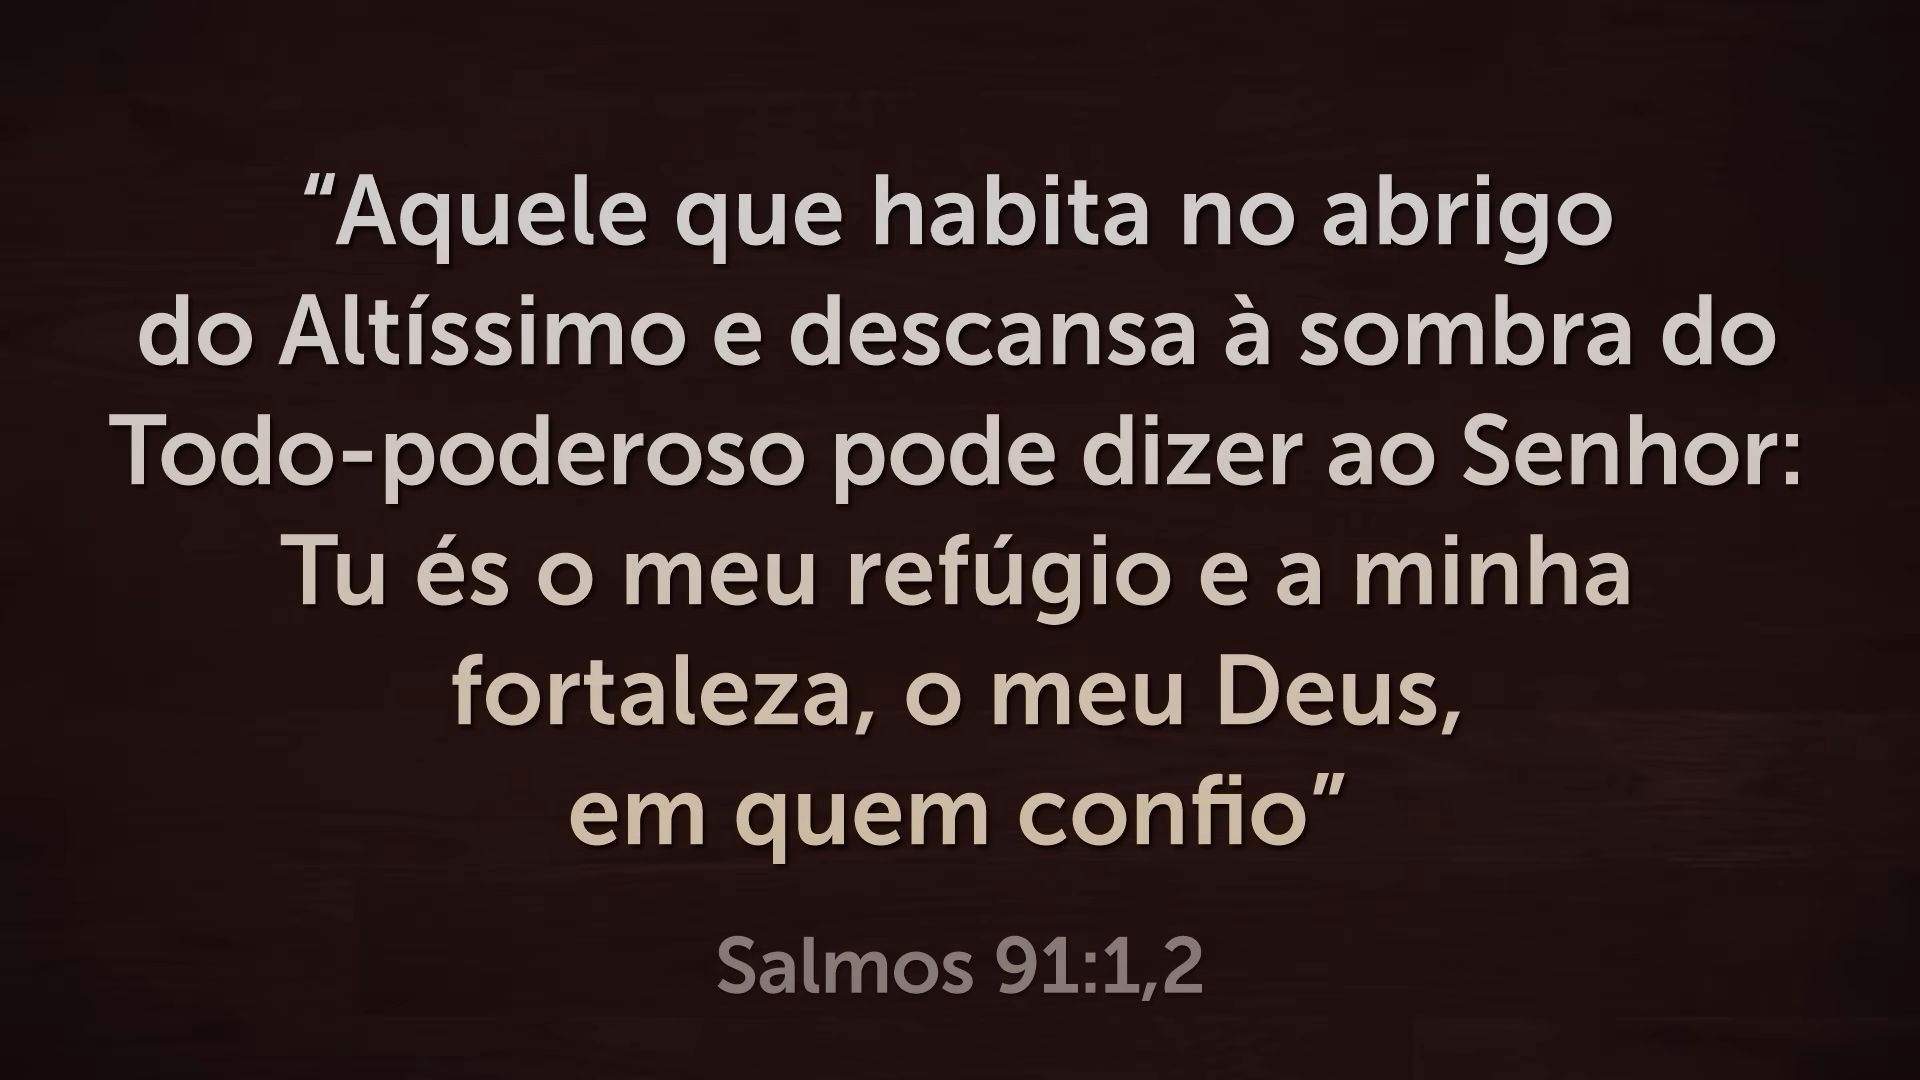 “Aquele que habita no abrigo
do Altíssimo e descansa à sombra do
Todo-poderoso pode dizer ao Senhor:
Tu és o meu refúgio e a minha
fortaleza, o meu Deus,
em quem confio”
Salmos 91:1,2